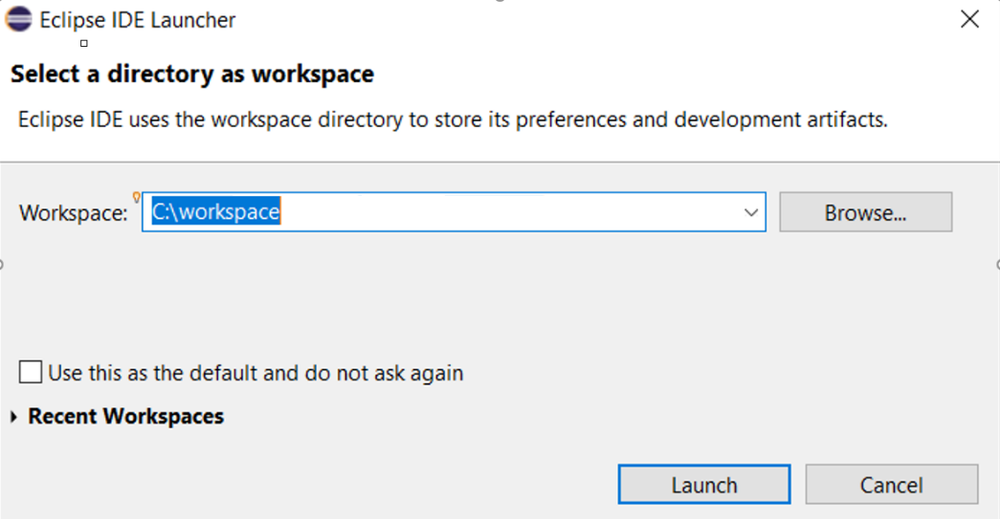 Eclipse IDE Launcher
Select a directory as workspace
Eclipse IDE uses the workspace directory to store its preferences and development artifacts.
Workspace: C:\workspace Browse...
Use this as the default and do not ask again
Recent Workspaces
Launch Cancel